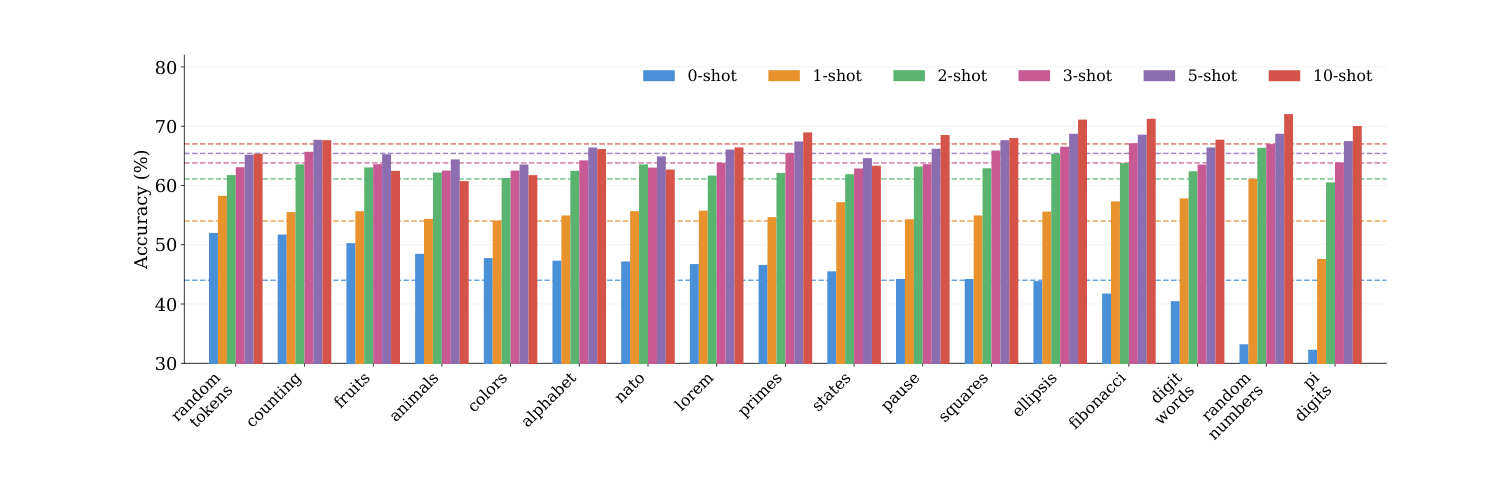 80
70
60
50
40
30
Accuracy (%)
0-shot
1-shot
2-shot
3-shot
5-shot
10-shot
random
tokens
counting
fruits
animals
colors
alphabet
nato
lorem
primes
states
pause
squares
ellipsis
fibonacci
digit
words
random
numbers
pi
digits